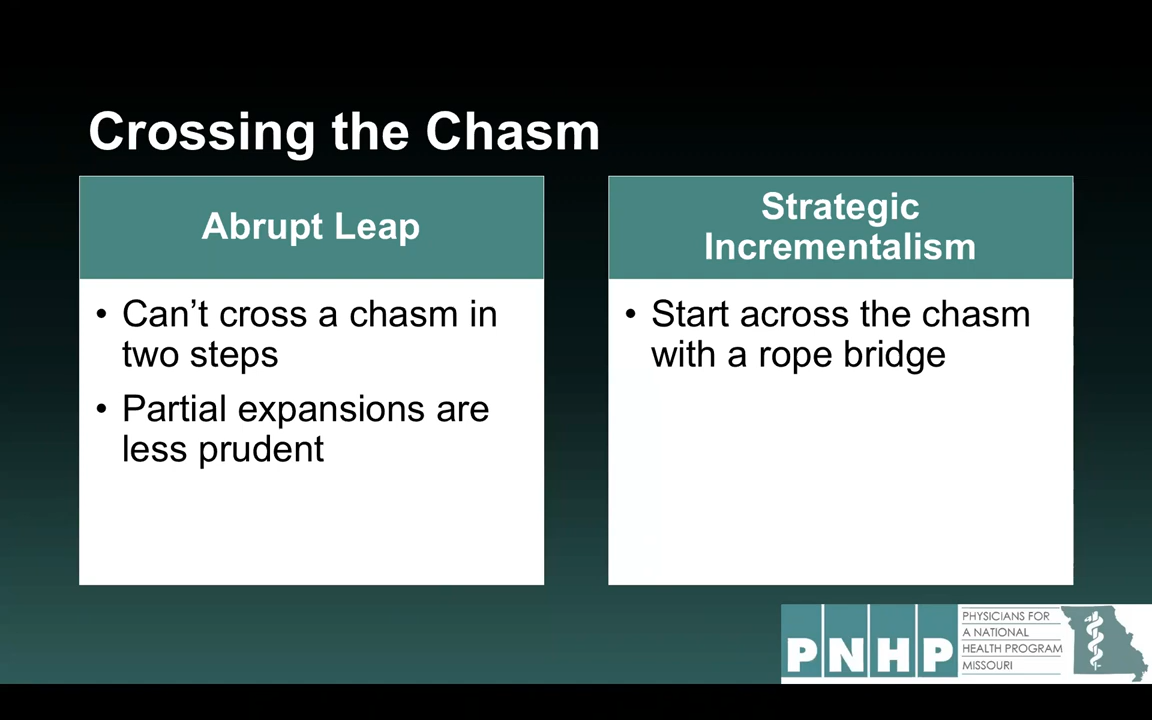 Crossing the Chasm
Abrupt Leap
• Can’t cross a chasm in
two steps
• Partial expansions are
less prudent
Strategic
Incrementalism
• Start across the chasm
with a rope bridge
PNHP
PHYSICIANS FOR
A NATIONAL
HEALTH PROGRAM
MISSOURI